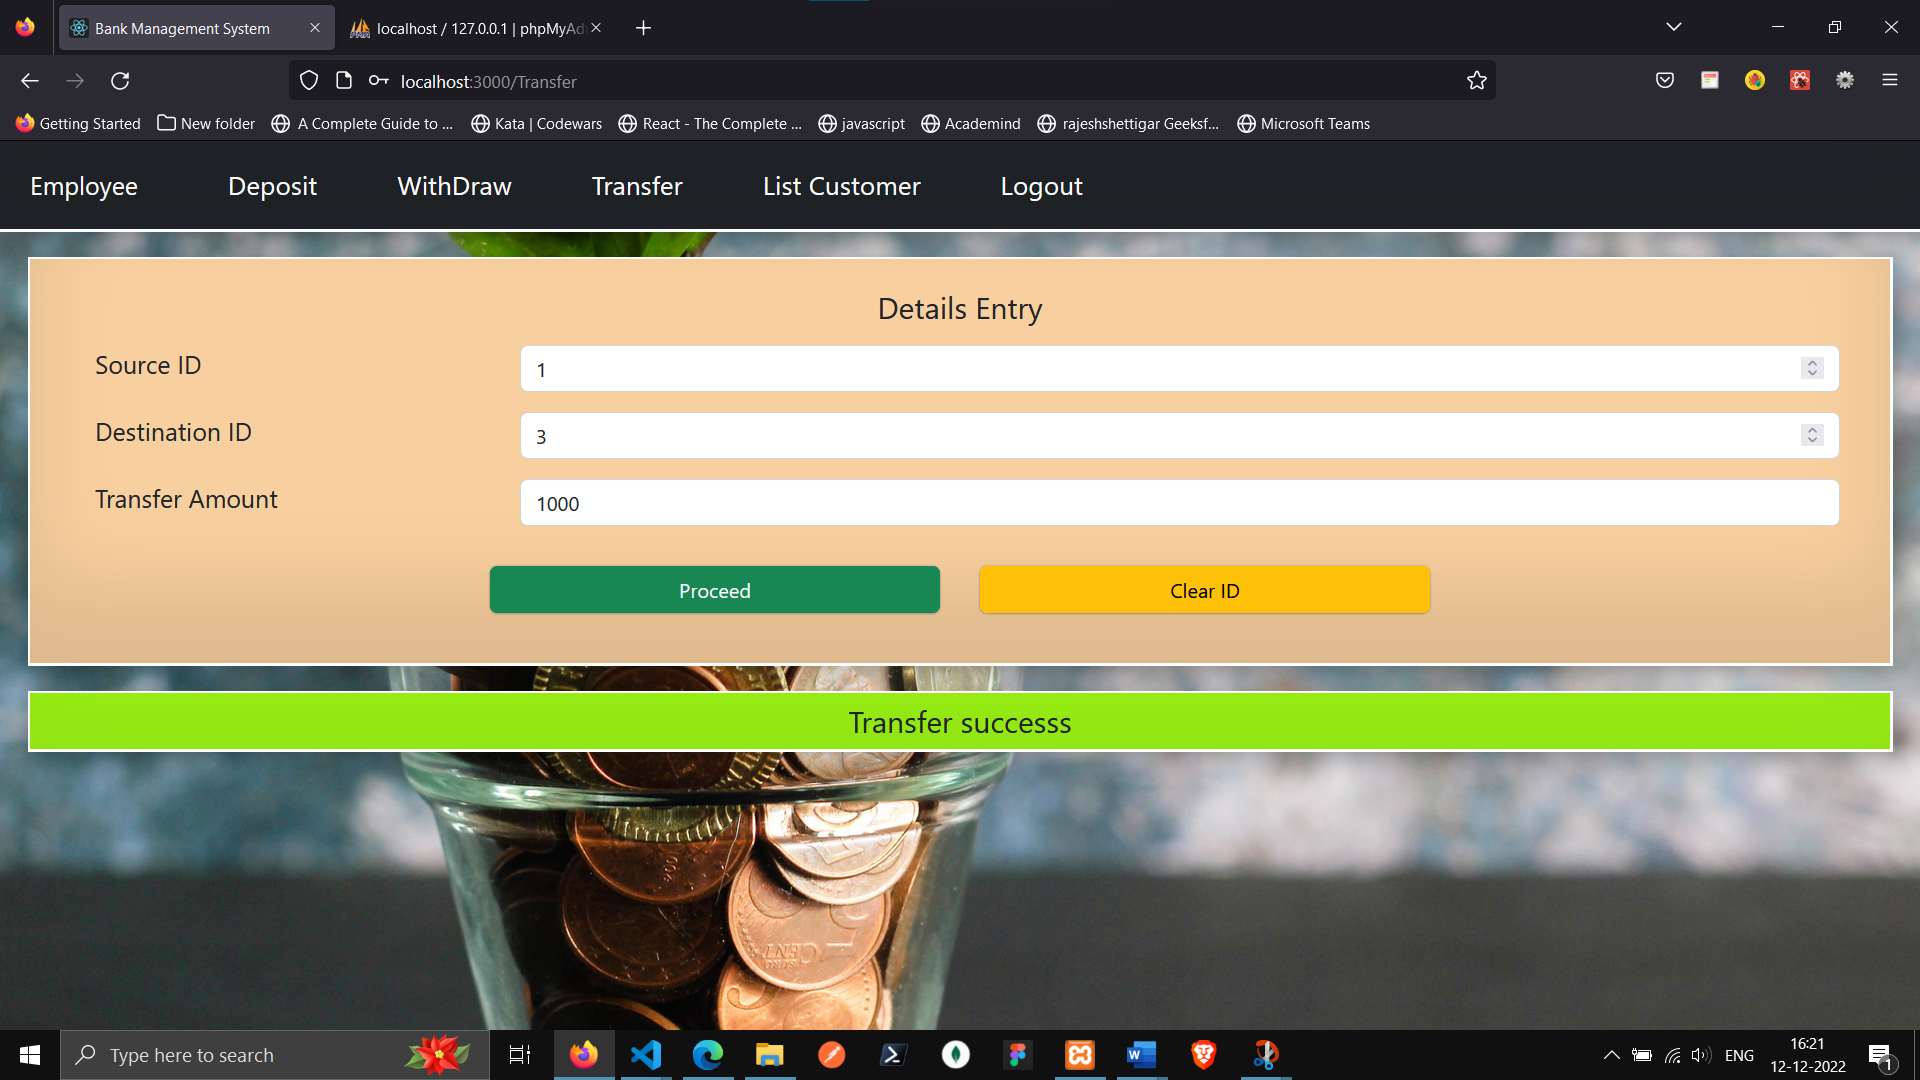 Bank Management System
localhost / 127.0.0.1 | phpMyAd
localhost:3000/Transfer
Getting Started New folder A Complete Guide to ... Kata | Codewars React - The Complete ... javascript Academind rajeshshettigar Geeksf... Microsoft Teams
Employee Deposit WithDraw Transfer List Customer Logout
Details Entry
Source ID 1
Destination ID 3
Transfer Amount 1000
Proceed Clear ID
Transfer successs
CENT
Type here to search
ENG
16:21
12-12-2022
1